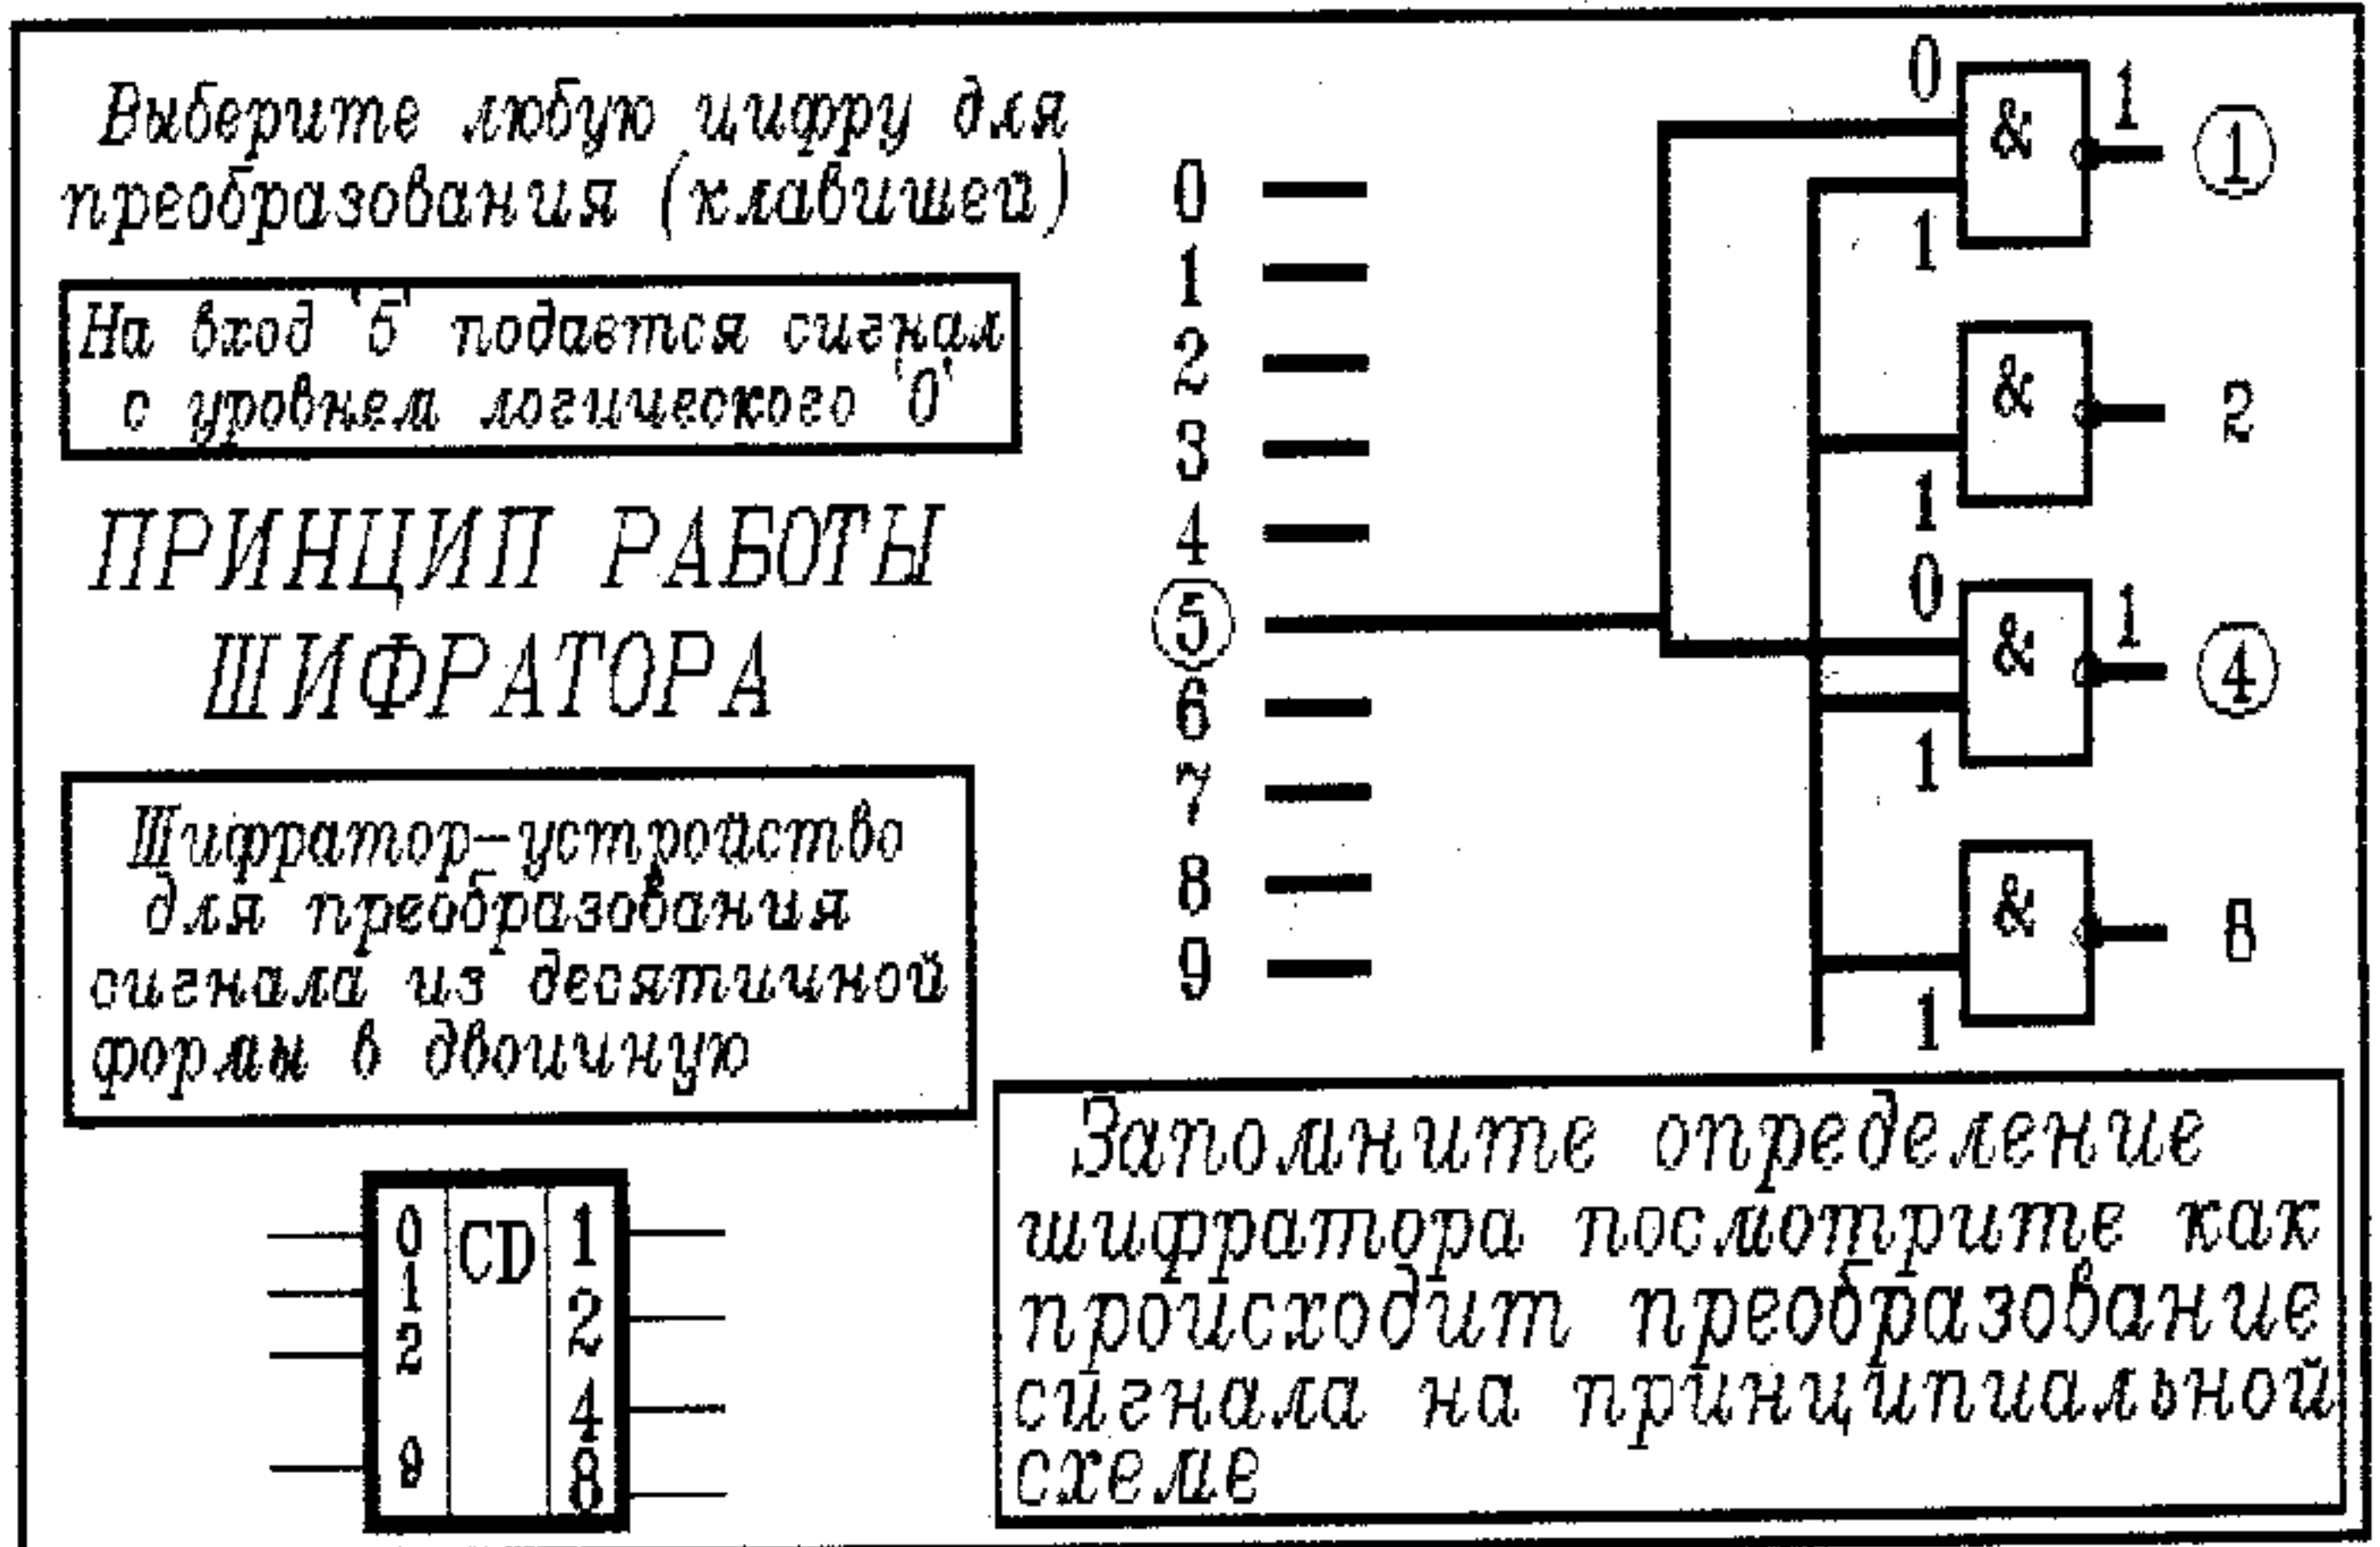 Выберите любую цифру для
преобразования (клавишей)
На вход '5' подается сигнал
с уровнем логического '0'
ПРИНЦИП РАБОТЫ
ШИФРАТОРА
Шифратор-устройство
для преобразования
сигнала из десятичной
формы в двоичную
0 CD 1
1
2 2
4
9 8
0
1
2
3
4
5
6
7
8
9
0
& 1 1
1
& 2
1
0
& 1 4
1
& 8
1
Запомните определение
шифратора посмотрите как
происходит преобразование
сигнала на принципиальной
схеме